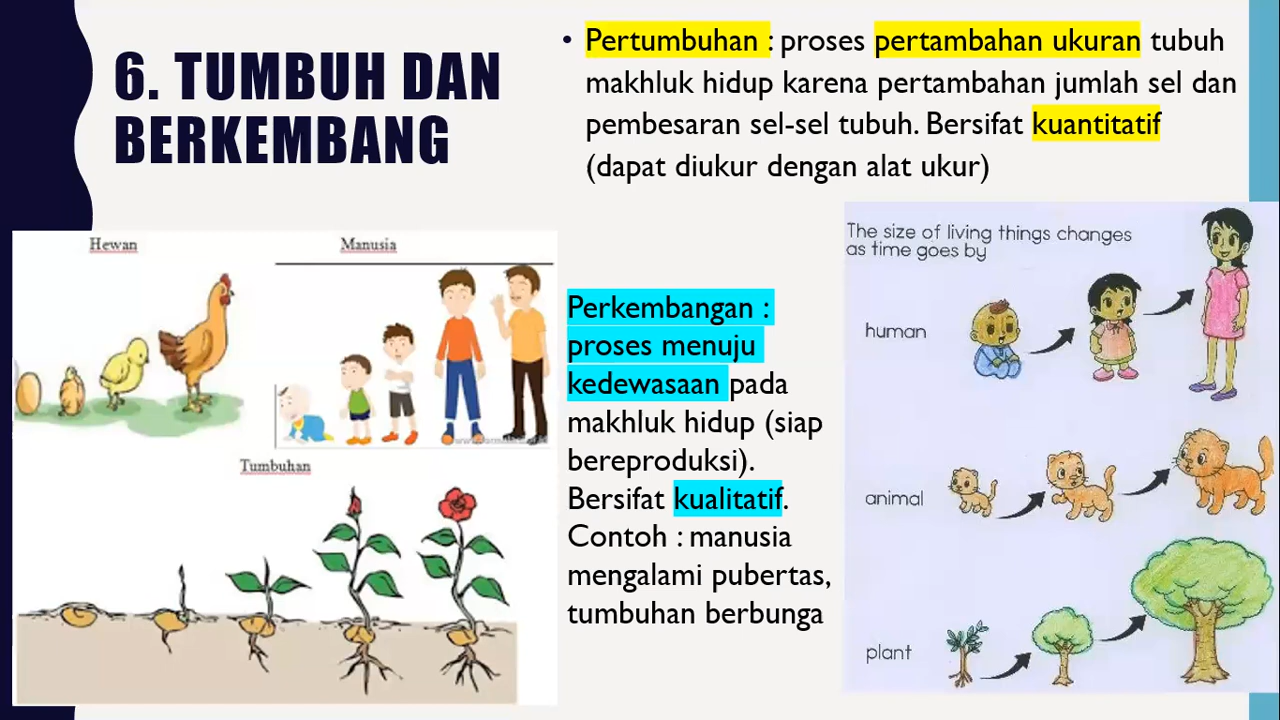 6. TUMBUH DAN
BERKEMBANG
• Pertumbuhan : proses pertambahan ukuran tubuh
makhluk hidup karena pertambahan jumlah sel dan
pembesaran sel-sel tubuh. Bersifat kuantitatif
(dapat diukur dengan alat ukur)
Hewan
Manusia
Tumbuhan
Perkembangan :
proses menuju
kedewasaan pada
makhluk hidup (siap
bereproduksi).
Bersifat kualitatif.
Contoh : manusia
mengalami pubertas,
tumbuhan berbunga
The size of living things changes
as time goes by
human
animal
plant